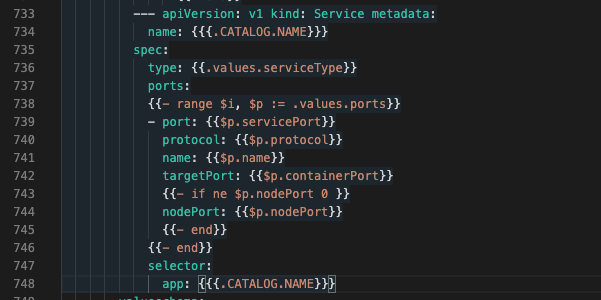 733 --- apiVersion: v1 kind: Service metadata:
734 name: {{{.CATALOG.NAME}}}
735 spec:
736 type: {{.values.serviceType}}
737 ports:
738 {{- range $i, $p := .values.ports}}
739 - port: {{$p.servicePort}}
740 protocol: {{$p.protocol}}
741 name: {{$p.name}}
742 targetPort: {{$p.containerPort}}
743 {{- if ne $p.nodePort 0 }}
744 nodePort: {{$p.nodePort}}
745 {{- end}}
746 {{- end}}
747 selector:
748 app: {{{.CATALOG.NAME}}}